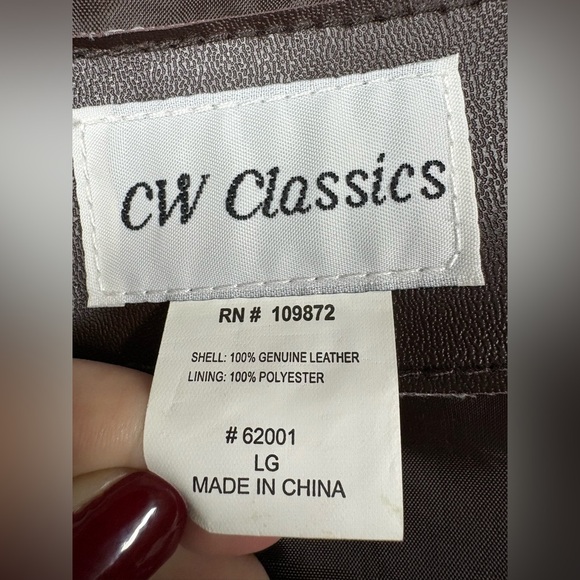 CW Classics
RN # 109872
SHELL: 100% GENUINE LEATHER
LINING: 100% POLYESTER
# 62001
LG
MADE IN CHINA